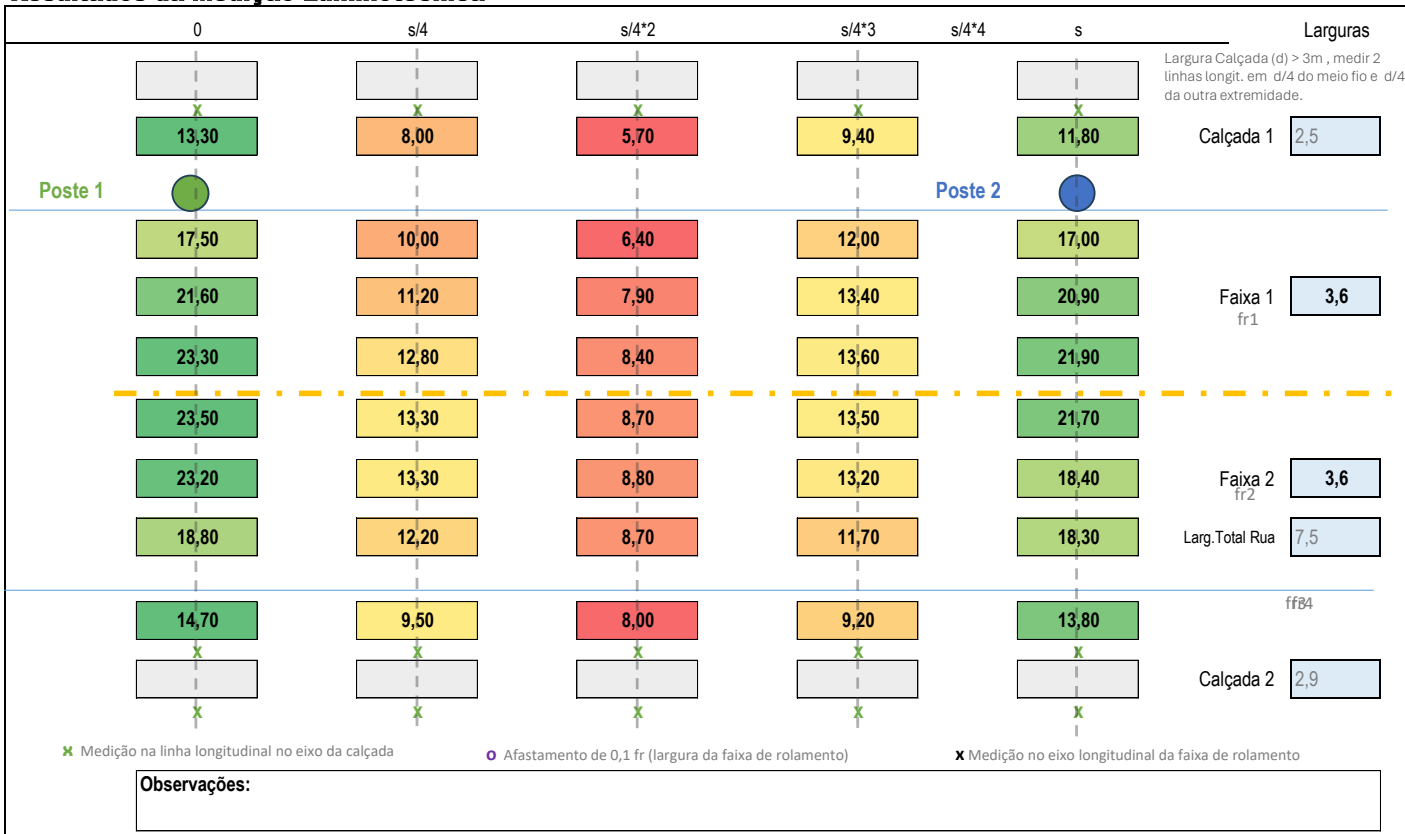 0 s/4 s/4*2 s/4*3 s/4*4 s Larguras
Largura Calçada (d) > 3m , medir 2
linhas longit. em d/4 do meio fio e d/4
da outra extremidade.
x x x x x
13,30 8,00 5,70 9,40 11,80 Calçada 1 2,5
Poste 1 Poste 2
17,50 10,00 6,40 12,00 17,00
21,60 11,20 7,90 13,40 20,90 Faixa 1 3,6
fr1
23,30 12,80 8,40 13,60 21,90
23,50 13,30 8,70 13,50 21,70
23,20 13,30 8,80 13,20 18,40 Faixa 2 3,6
fr2
18,80 12,20 8,70 11,70 18,30 Larg.Total Rua 7,5
14,70 9,50 8,00 9,20 13,80
x x x x x
Calçada 2 2,9
x x x x x
x Medição na linha longitudinal no eixo da calçada o Afastamento de 0,1 fr (largura da faixa de rolamento) x Medição no eixo longitudinal da faixa de rolamento
Observações: